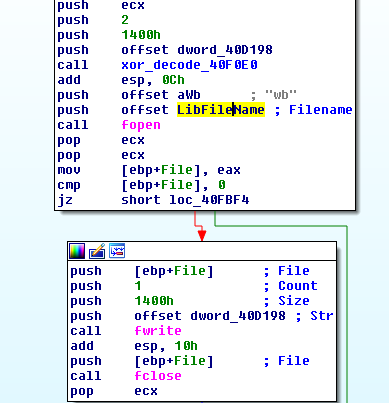 push ecx
push 2
push 1400h
push offset dword_40D198
call xor_decode_40F0E0
add esp, 0Ch
push offset aWb ; "wb"
push offset LibFileName ; Filename
call fopen
pop ecx
pop ecx
mov [ebp+File], eax
cmp [ebp+File], 0
jz short loc_40FBF4
push [ebp+File] ; File
push 1 ; Count
push 1400h ; Size
push offset dword_40D198 ; Str
call fwrite
add esp, 10h
push [ebp+File] ; File
call fclose
pop ecx